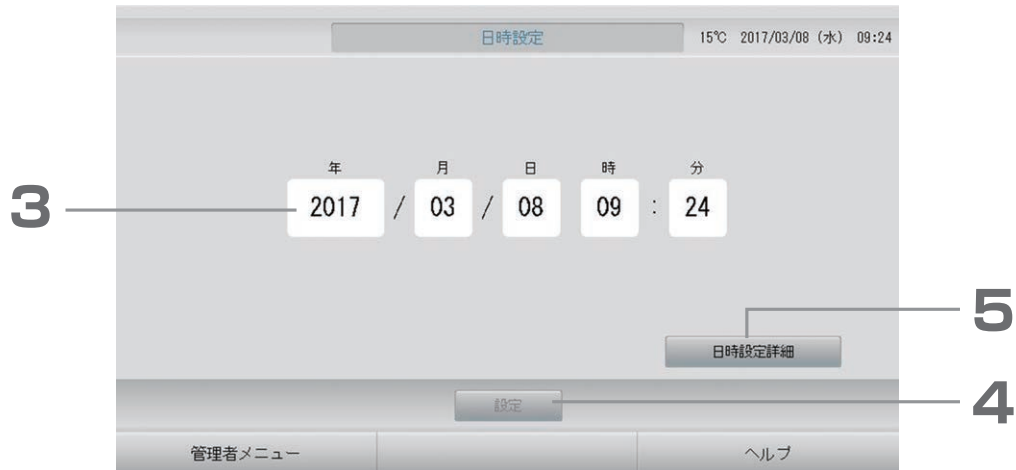 日時設定 15℃ 2017/03/08 (水) 09:24
年 月 日 時 分
3 2017 / 03 / 08 09 : 24
5
日時設定詳細
設定 4
管理者メニュー ヘルプ